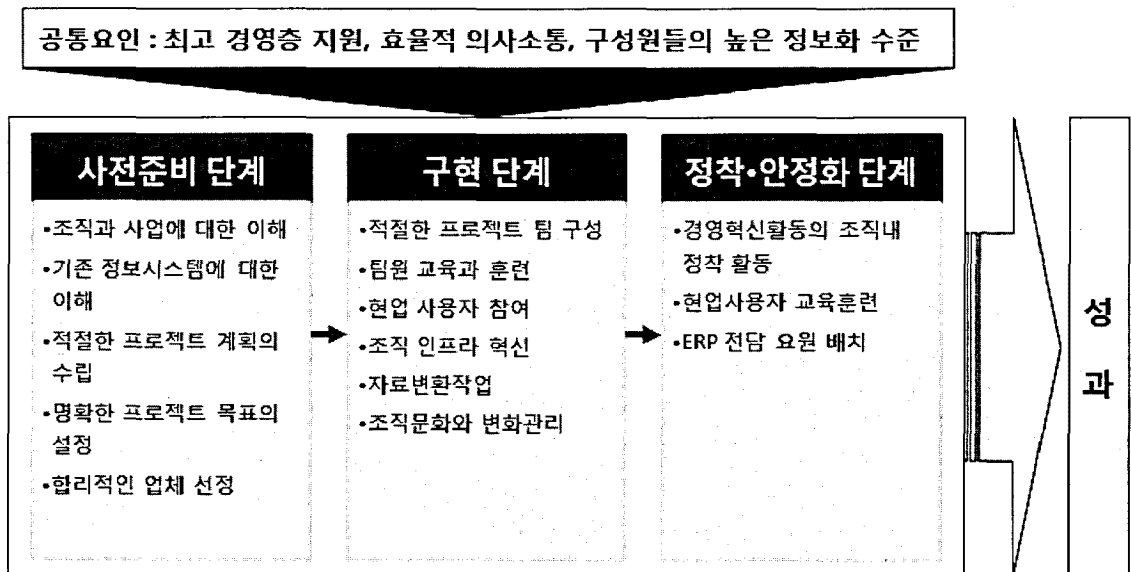 공통요인 : 최고 경영층 지원, 효율적 의사소통, 구성원들의 높은 정보화 수준
사전준비 단계
•조직과 사업에 대한 이해
•기존 정보시스템에 대한
이해
•적절한 프로젝트 계획의
수립
•명확한 프로젝트 목표의
설정
•합리적인 업체 선정
구현 단계
•적절한 프로젝트 팀 구성
•팀원 교육과 훈련
•현업 사용자 참여
•조직 인프라 혁신
•자료변환작업
•조직문화와 변화관리
정착•안정화 단계
•경영혁신활동의 조직내
정착 활동
•현업사용자 교육훈련
•ERP 전담 요원 배치
성
과